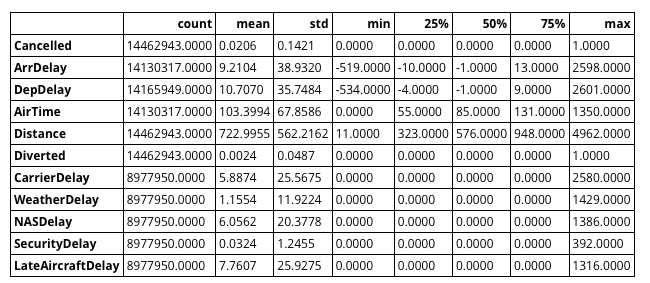 count mean std min 25% 50% 75% max
Cancelled 14462943.0000 0.0206 0.1421 0.0000 0.0000 0.0000 0.0000 1.0000
ArrDelay 14130317.0000 9.2104 38.9320 -519.0000 -10.0000 -1.0000 13.0000 2598.0000
DepDelay 14165949.0000 10.7070 35.7484 -534.0000 -4.0000 -1.0000 9.0000 2601.0000
AirTime 14130317.0000 103.3994 67.8586 0.0000 55.0000 85.0000 131.0000 1350.0000
Distance 14462943.0000 722.9955 562.2162 11.0000 323.0000 576.0000 948.0000 4962.0000
Diverted 14462943.0000 0.0024 0.0487 0.0000 0.0000 0.0000 0.0000 1.0000
CarrierDelay 8977950.0000 5.8874 25.5675 0.0000 0.0000 0.0000 0.0000 2580.0000
WeatherDelay 8977950.0000 1.1554 11.9224 0.0000 0.0000 0.0000 0.0000 1429.0000
NASDelay 8977950.0000 6.0562 20.3778 0.0000 0.0000 0.0000 0.0000 1386.0000
SecurityDelay 8977950.0000 0.0324 1.2455 0.0000 0.0000 0.0000 0.0000 392.0000
LateAircraftDelay 8977950.0000 7.7607 25.9275 0.0000 0.0000 0.0000 0.0000 1316.0000